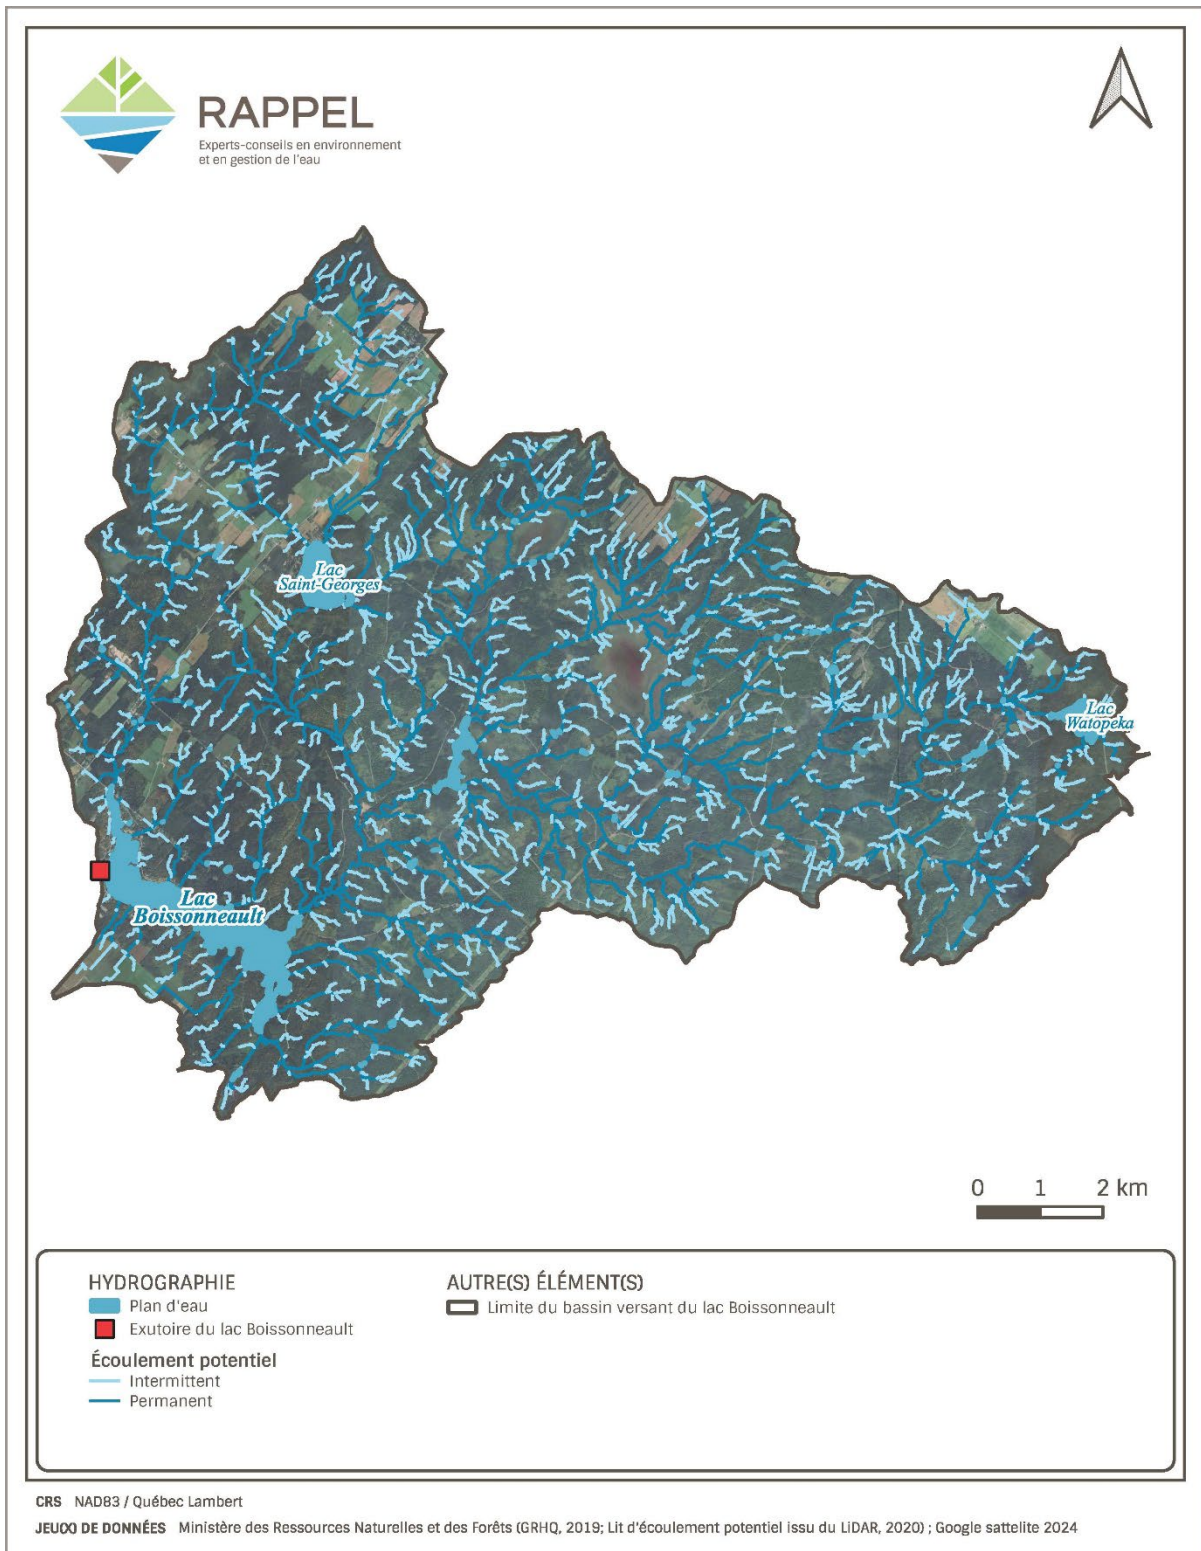 RAPPEL
Experts-conseils en environnement
et en gestion de l'eau
Lac
Saint-Georges
Lac
Watopeka
Lac
Boissonneault
0 1 2 km
HYDROGRAPHIE
Plan d'eau
Exutoire du lac Boissonneault
Écoulement potentiel
Intermittent
Permanent
AUTRE(S) ÉLÉMENT(S)
Limite du bassin versant du lac Boissonneault
CRS NAD83 / Québec Lambert
JEU(X) DE DONNÉES Ministère des Ressources Naturelles et des Forêts (GRHQ, 2019; Lit d'écoulement potentiel issu du LiDAR, 2020) ; Google sattelite 2024